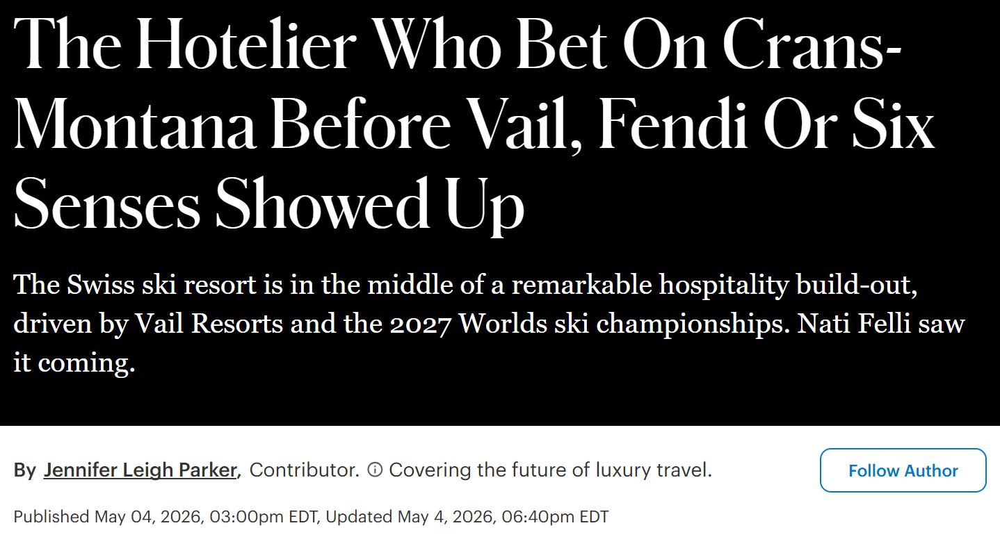 The Hotelier Who Bet On Crans-
Montana Before Vail, Fendi Or Six
Senses Showed Up
The Swiss ski resort is in the middle of a remarkable hospitality build-out,
driven by Vail Resorts and the 2027 Worlds ski championships. Nati Felli saw
it coming.
By Jennifer Leigh Parker, Contributor. ⓘ Covering the future of luxury travel.
Follow Author
Published May 04, 2026, 03:00pm EDT, Updated May 4, 2026, 06:40pm EDT